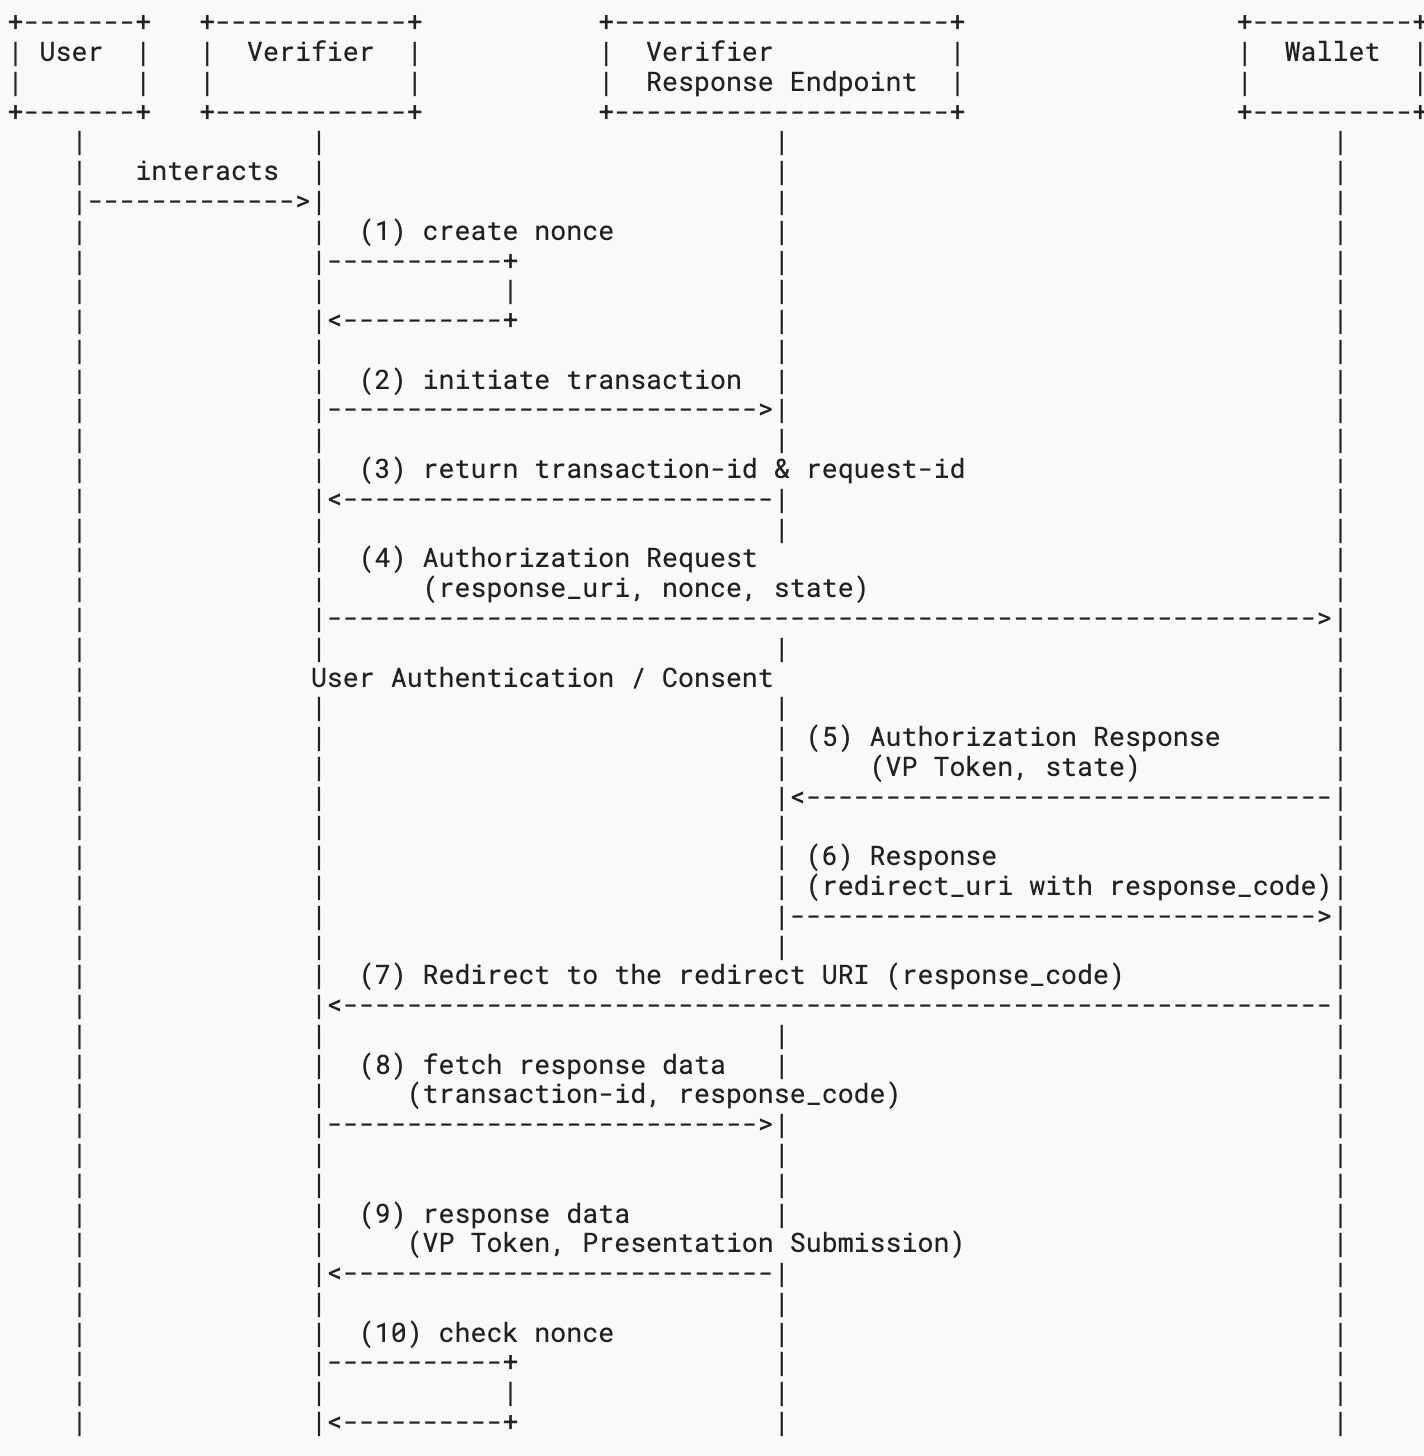 User Verifier Verifier Wallet
Response Endpoint
interacts
(1) create nonce
(2) initiate transaction
(3) return transaction-id & request-id
(4) Authorization Request
(response_uri, nonce, state)
User Authentication / Consent
(5) Authorization Response
(VP Token, state)
(6) Response
(redirect_uri with response_code)
(7) Redirect to the redirect URI (response_code)
(8) fetch response data
(transaction-id, response_code)
(9) response data
(VP Token, Presentation Submission)
(10) check nonce